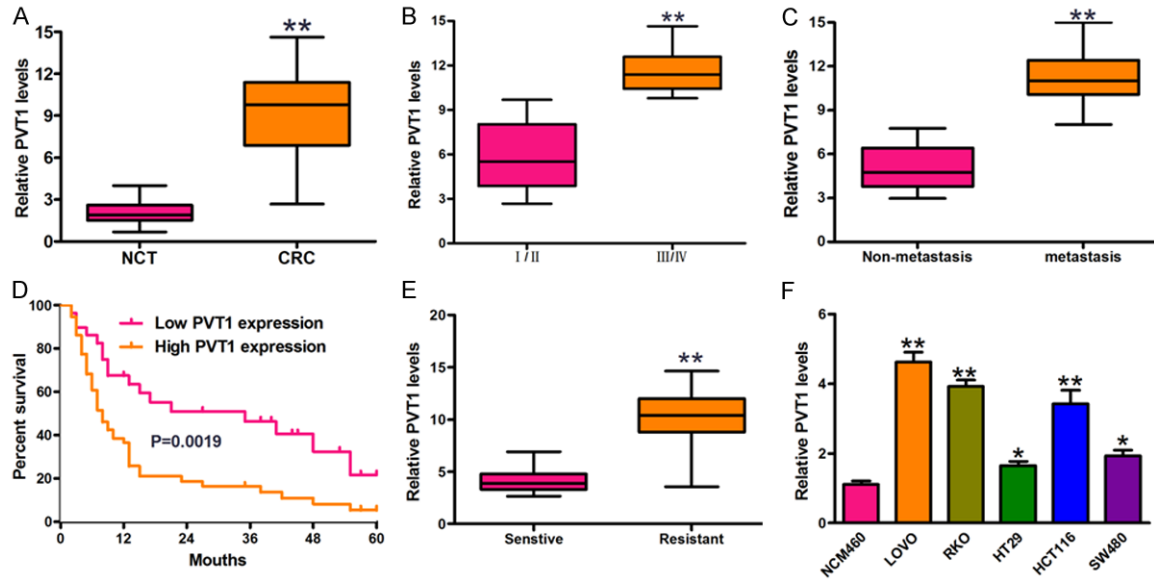 A
Relative PVT1 levels
15
12
9
6
3
0
**
NCT
CRC
B
Relative PVT1 levels
15
12
9
6
3
0
**
I/II
III/IV
C
Relative PVT1 levels
15
12
9
6
3
0
**
Non-metastasis
metastasis
D
Percent survival
100
80
60
40
20
0
Low PVT1 expression
High PVT1 expression
P=0.0019
0
12
24
36
48
60
Mouths
E
Relative PVT1 levels
20
15
10
5
0
**
Senstive
Resistant
F
Relative PVT1 levels
6
4
2
0
**
**
*
**
*
NCM460
LOVO
RKO
HT29
HCT116
SW480